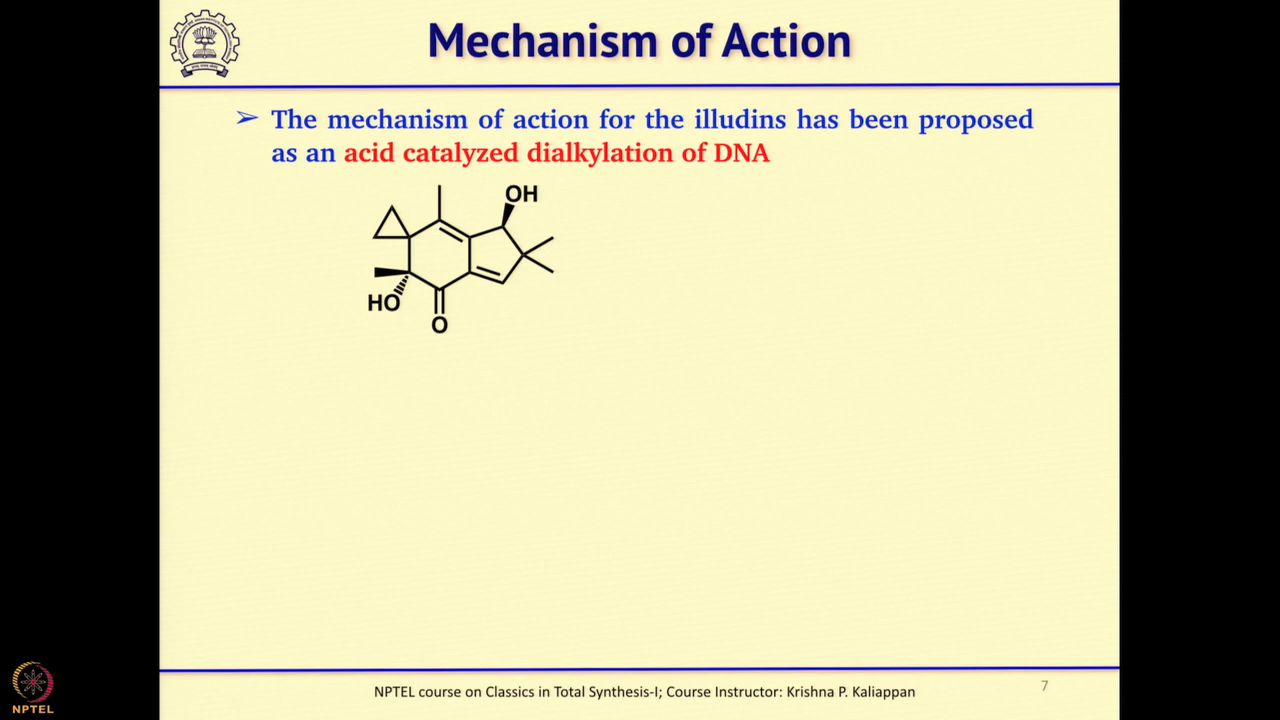 Mechanism of Action
➢ The mechanism of action for the illudins has been proposed
as an acid catalyzed dialkylation of DNA
OH
HO
O
NPTEL course on Classics in Total Synthesis-I; Course Instructor: Krishna P. Kaliappan
7
NPTEL